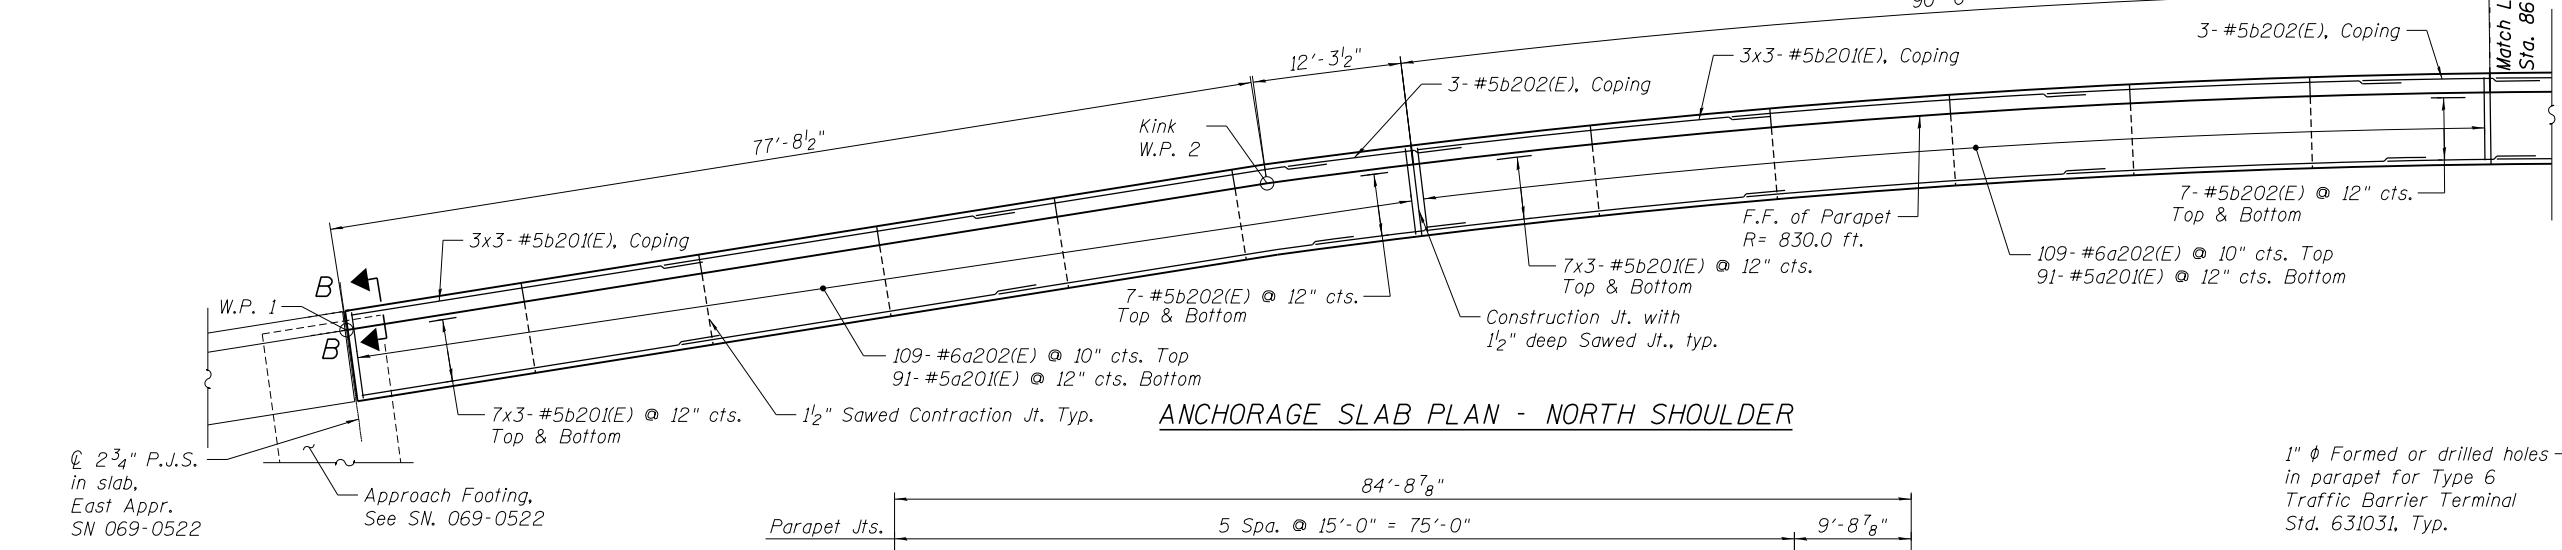 90'-0"
Match L
Sta. 86
3-#5b202(E), Coping
12'-3½"
3x3-#5b201(E), Coping
3-#5b202(E), Coping
77'-8½"
Kink
W.P. 2
3x3-#5b201(E), Coping
B
W.P. 1
B
7-#5b202(E) @ 12" cts.
Top & Bottom
F.F. of Parapet
R= 830.0 ft.
109-#6a202(E) @ 10" cts. Top
91-#5a201(E) @ 12" cts. Bottom
7x3-#5b201(E) @ 12" cts.
Top & Bottom
7-#5b202(E) @ 12" cts.
Top & Bottom
Construction Jt. with
1½" deep Sawed Jt., typ.
109-#6a202(E) @ 10" cts. Top
91-#5a201(E) @ 12" cts. Bottom
7x3-#5b201(E) @ 12" cts.
Top & Bottom
1½" Sawed Contraction Jt. Typ.
ANCHORAGE SLAB PLAN - NORTH SHOULDER
℄ 2¾" P.J.S.
in slab,
East Appr.
SN 069-0522
Approach Footing,
See SN. 069-0522
84'-8⅞"
Parapet Jts.
5 Spa. @ 15'-0" = 75'-0"
9'-8⅞"
1" ϕ Formed or drilled holes
in parapet for Type 6
Traffic Barrier Terminal
Std. 631031, Typ.